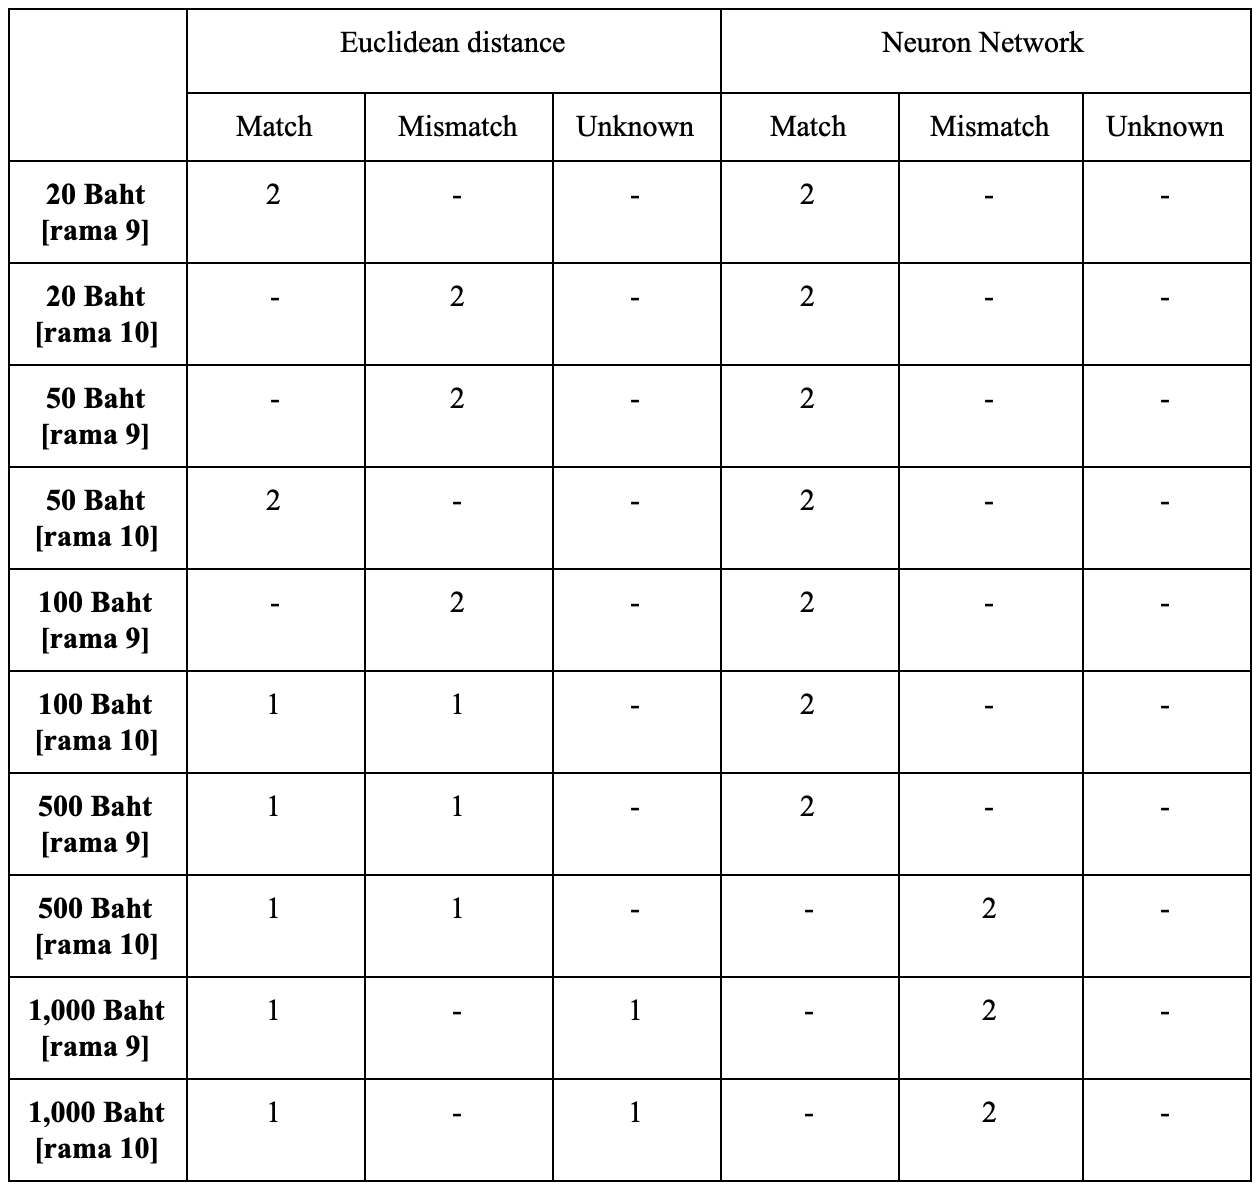 Euclidean distance Neuron Network
Match Mismatch Unknown Match Mismatch Unknown
20 Baht 2 - - 2 - -
[rama 9]
20 Baht - 2 - 2 - -
[rama 10]
50 Baht - 2 - 2 - -
[rama 9]
50 Baht 2 - - 2 - -
[rama 10]
100 Baht - 2 - 2 - -
[rama 9]
100 Baht 1 1 - 2 - -
[rama 10]
500 Baht 1 1 - 2 - -
[rama 9]
500 Baht 1 1 - - 2 -
[rama 10]
1,000 Baht 1 - 1 - 2 -
[rama 9]
1,000 Baht 1 - 1 - 2 -
[rama 10]